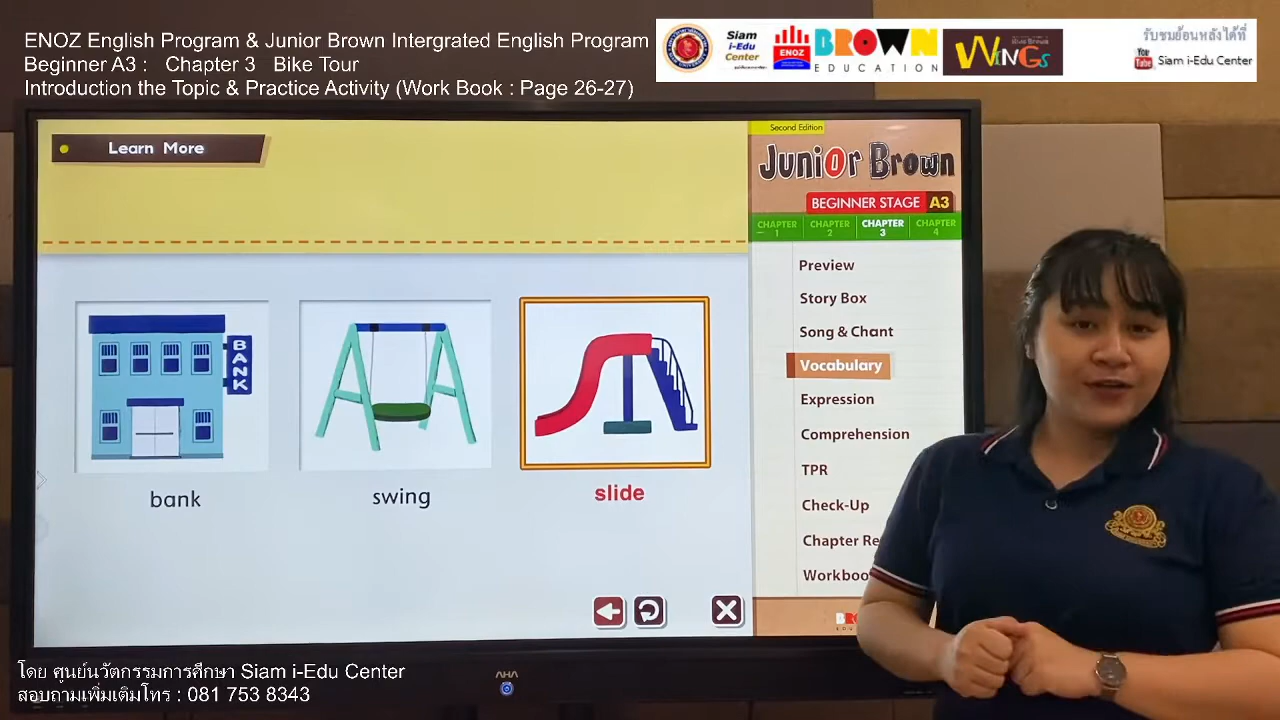 ENOZ English Program & Junior Brown Intergrated English Program
Beginner A3 : Chapter 3 Bike Tour
Introduction the Topic & Practice Activity (Work Book : Page 26-27)
Siam
i-Edu
Center
ENOZ
BROWN
EDUCATION
WiNGs
รับชมย้อนหลังได้ที่
You
Tube
Siam i-Edu Center
Learn More
BANK
bank
swing
slide
Second Edition
Junior Brown
BEGINNER STAGE A3
CHAPTER 1
CHAPTER 2
CHAPTER 3
CHAPTER 4
Preview
Story Box
Song & Chant
Vocabulary
Expression
Comprehension
TPR
Check-Up
Chapter Re
Workboo
โดย ศูนย์นวัตกรรมการศึกษา Siam i-Edu Center
สอบถามเพิ่มเติมโทร : 081 753 8343